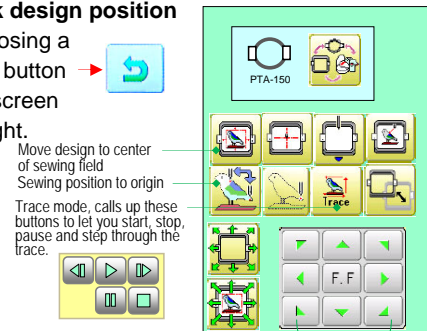 k design position
osing a
button
screen
ght.
Move design to center
of sewing field
Sewing position to origin
Trace mode, calls up these
buttons to let you start, stop,
pause and step through the
trace.
PTA-150
Trace
F.F